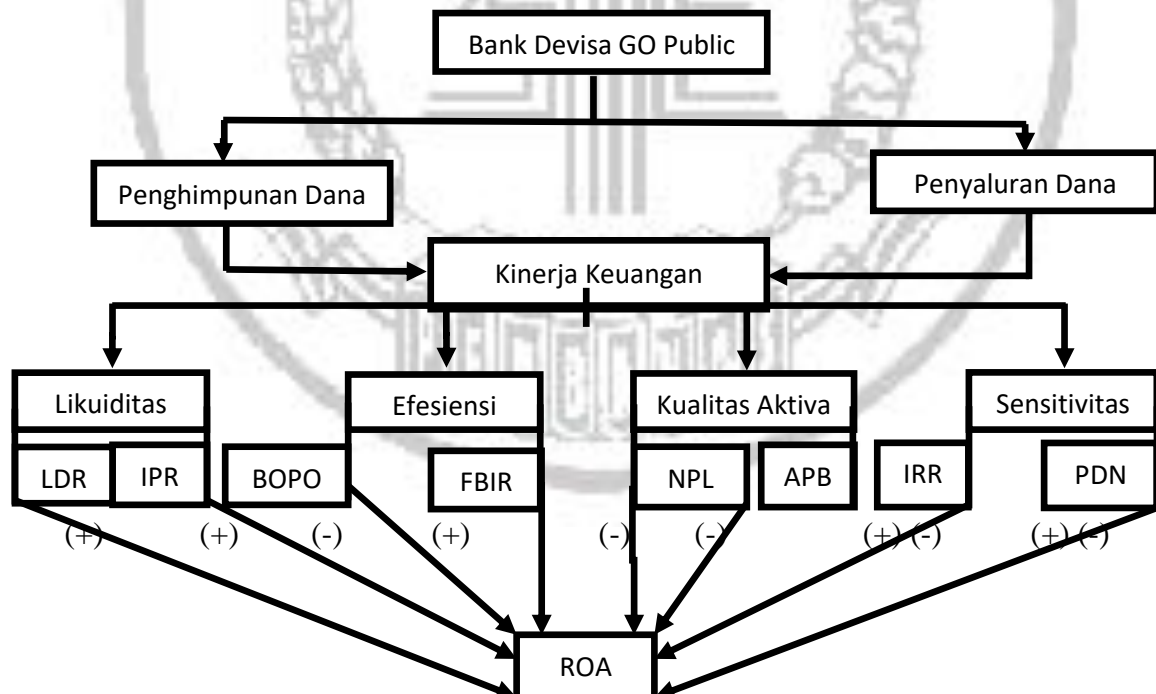 Bank Devisa GO Public
Penghimpunan Dana
Penyaluran Dana
Kinerja Keuangan
Likuiditas
Efesiensi
Kualitas Aktiva
Sensitivitas
LDR
IPR
BOPO
FBIR
NPL
APB
IRR
PDN
(+)
(+)
(-)
(+)
(-)
(-)
(+) (-)
(+) (-)
ROA